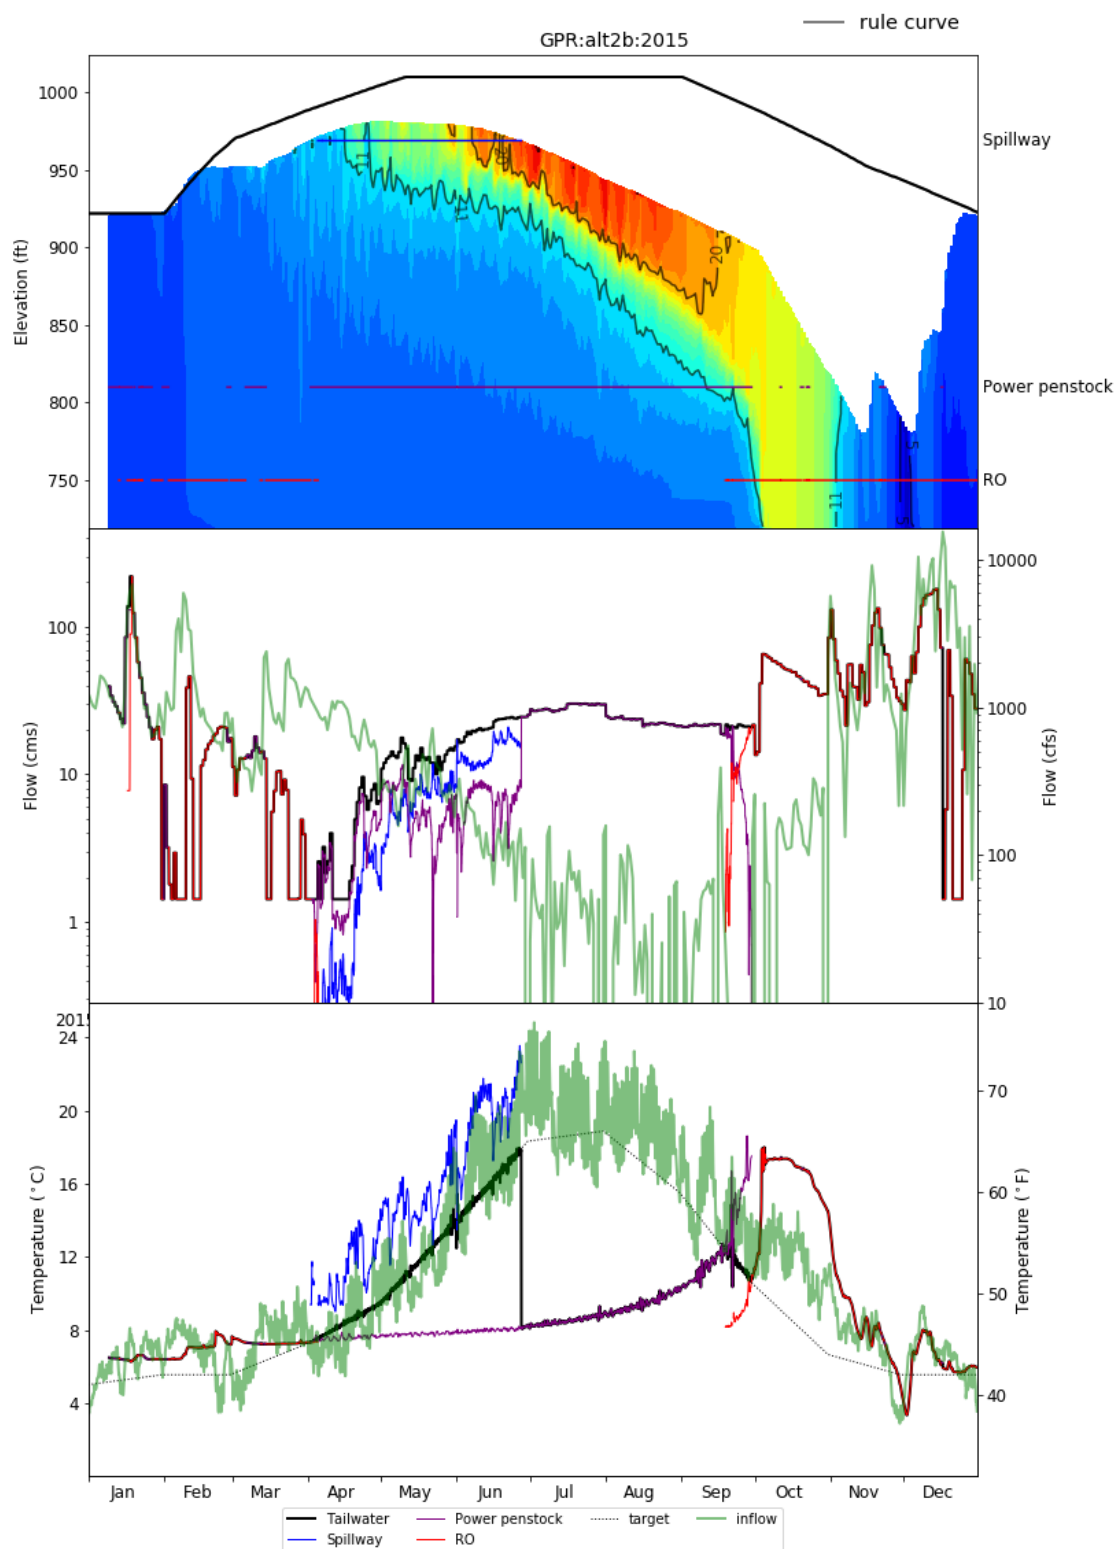 rule curve
GPR:alt2b:2015
1000
950
900
850
800
750
Elevation (ft)
Spillway
Power penstock
RO
11
20
11
20
11
5
100
10
1
Flow (cms)
10000
1000
100
10
Flow (cfs)
201
24
20
16
12
8
4
Temperature (°C)
70
60
50
40
Temperature (°F)
Jan Feb Mar Apr May Jun Jul Aug Sep Oct Nov Dec
Tailwater Power penstock target inflow
Spillway RO